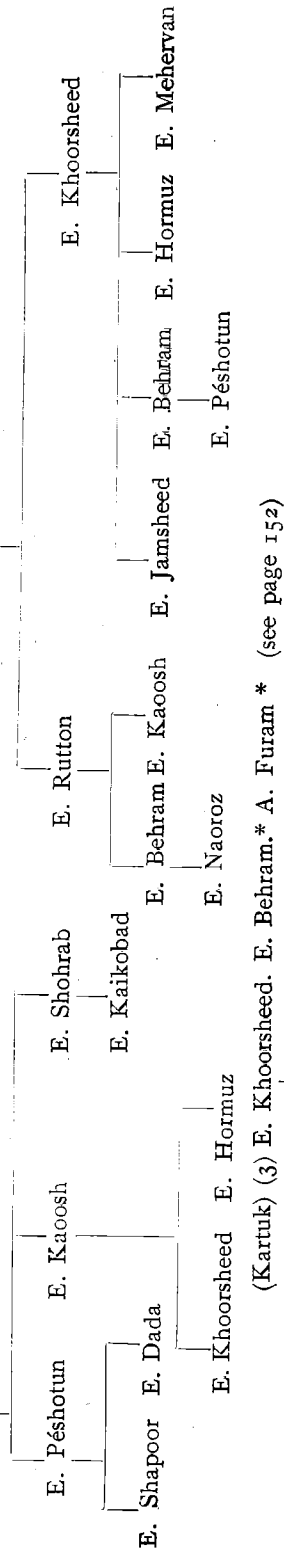 E. Péshotun E. Kaoosh E. Shohrab E. Rutton E. Khoorsheed
E. Kaikobad
E. Shapoor E. Dada E. Behram E. Kaoosh E. Jamsheed E. Behram E. Hormuz E. Mehervan
E. Khoorsheed E. Hormuz E. Naoroz E. Péshotun
(Kartuk) (3) E. Khoorsheed. E. Behram.* A. Furam * (see page 152)